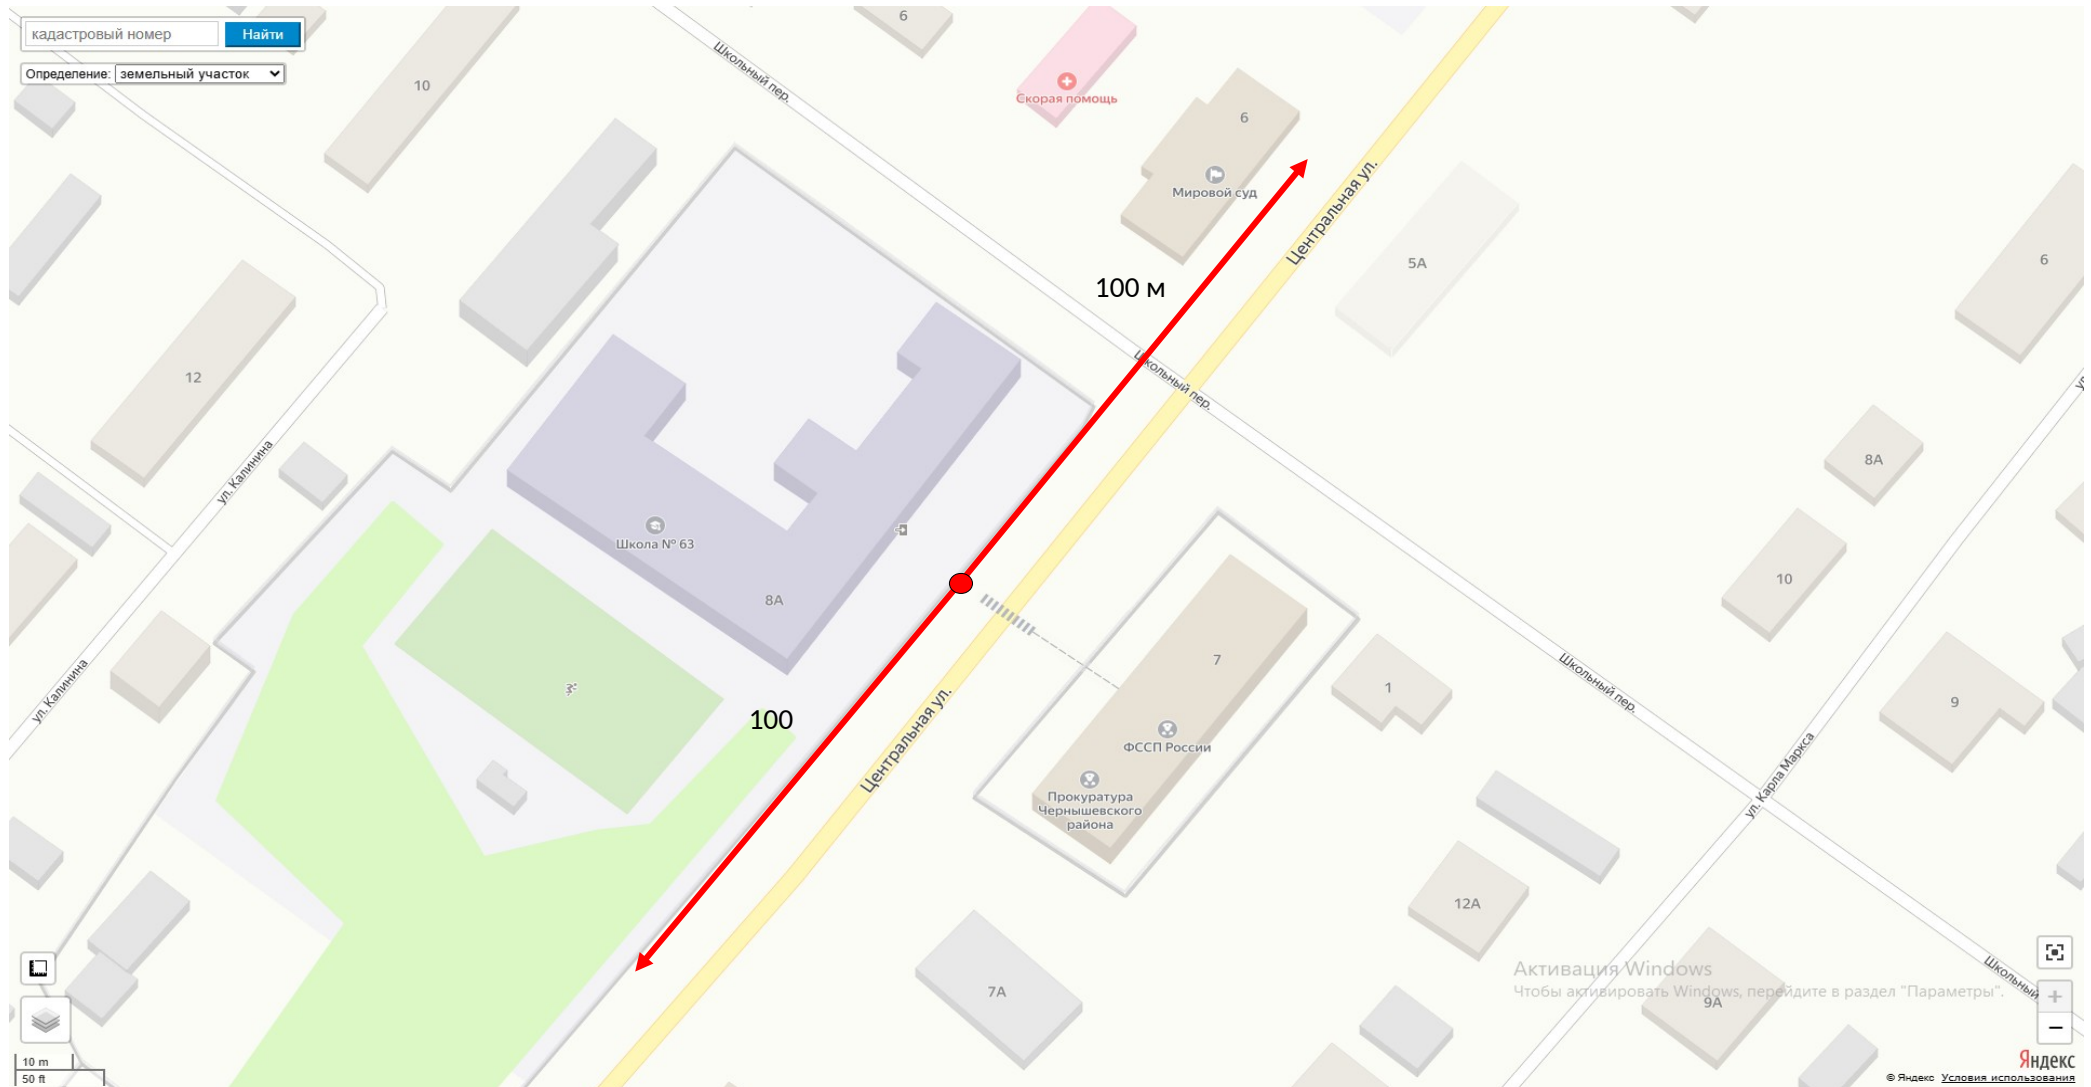 кадастровый номер
Найти
Определение:
земельный участок
6
10
Школьный пер.
Скорая помощь
6
Мировой суд
Центральная ул.
5А
6
100 м
12
Школьный пер.
ул.
ул. Калинина
8А
Школа № 63
8А
10
7
ул. Калинина
1
Школьный пер.
9
100
Центральная ул.
ФССП России
Прокуратура
Чернышевского
района
ул. Карла Маркса
12А
7А
9А
Школьный
Активация Windows
Чтобы активировать Windows, перейдите в раздел "Параметры".
+
−
10 m
50 ft
Яндекс
© Яндекс Условия использования